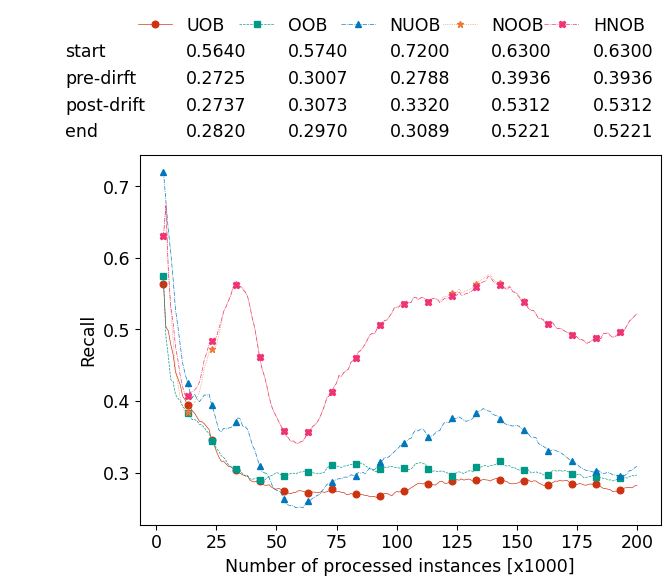 UOB OOB NUOB NOOB HNOB
start 0.5640 0.5740 0.7200 0.6300 0.6300
pre-dirft 0.2725 0.3007 0.2788 0.3936 0.3936
post-drift 0.2737 0.3073 0.3320 0.5312 0.5312
end 0.2820 0.2970 0.3089 0.5221 0.5221
0.7
0.6
0.5
0.4
0.3
Recall
0 25 50 75 100 125 150 175 200
Number of processed instances [x1000]